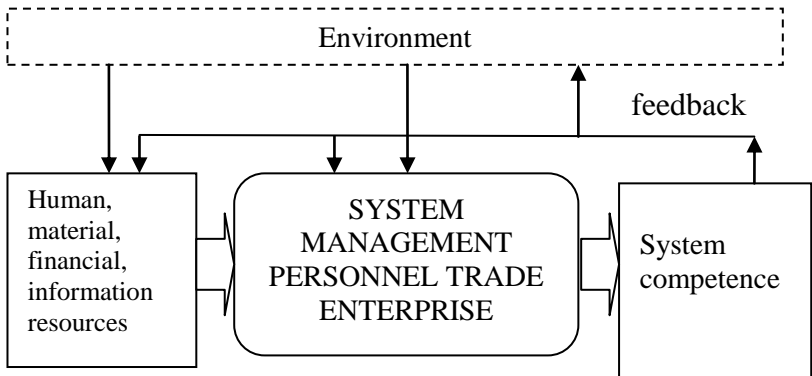 Environment
feedback
Human,
material,
financial,
information
resources
SYSTEM
MANAGEMENT
PERSONNEL TRADE
ENTERPRISE
System
competence